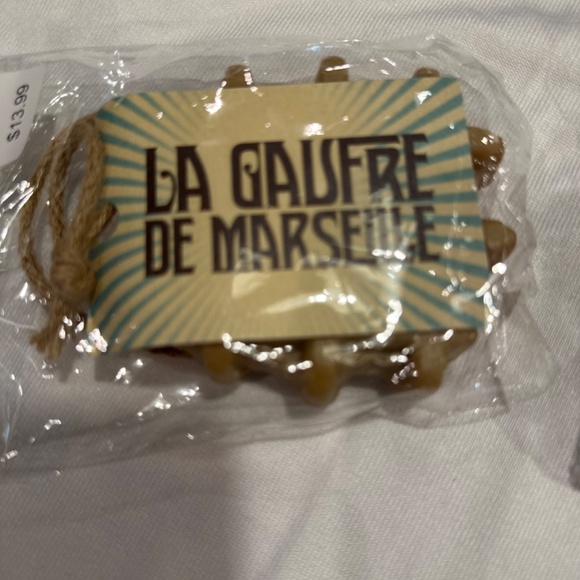 $13.99
LA GAUFRE
DE MARSEILLE